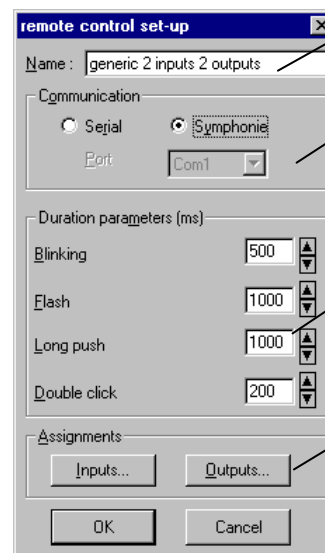 remote control set-up
Name : generic 2 inputs 2 outputs
Communication
Serial Symphonie
Port Com1
Duration parameters (ms)
Blinking 500
Flash 1000
Long push 1000
Double click 200
Assignments
Inputs... Outputs...
OK Cancel